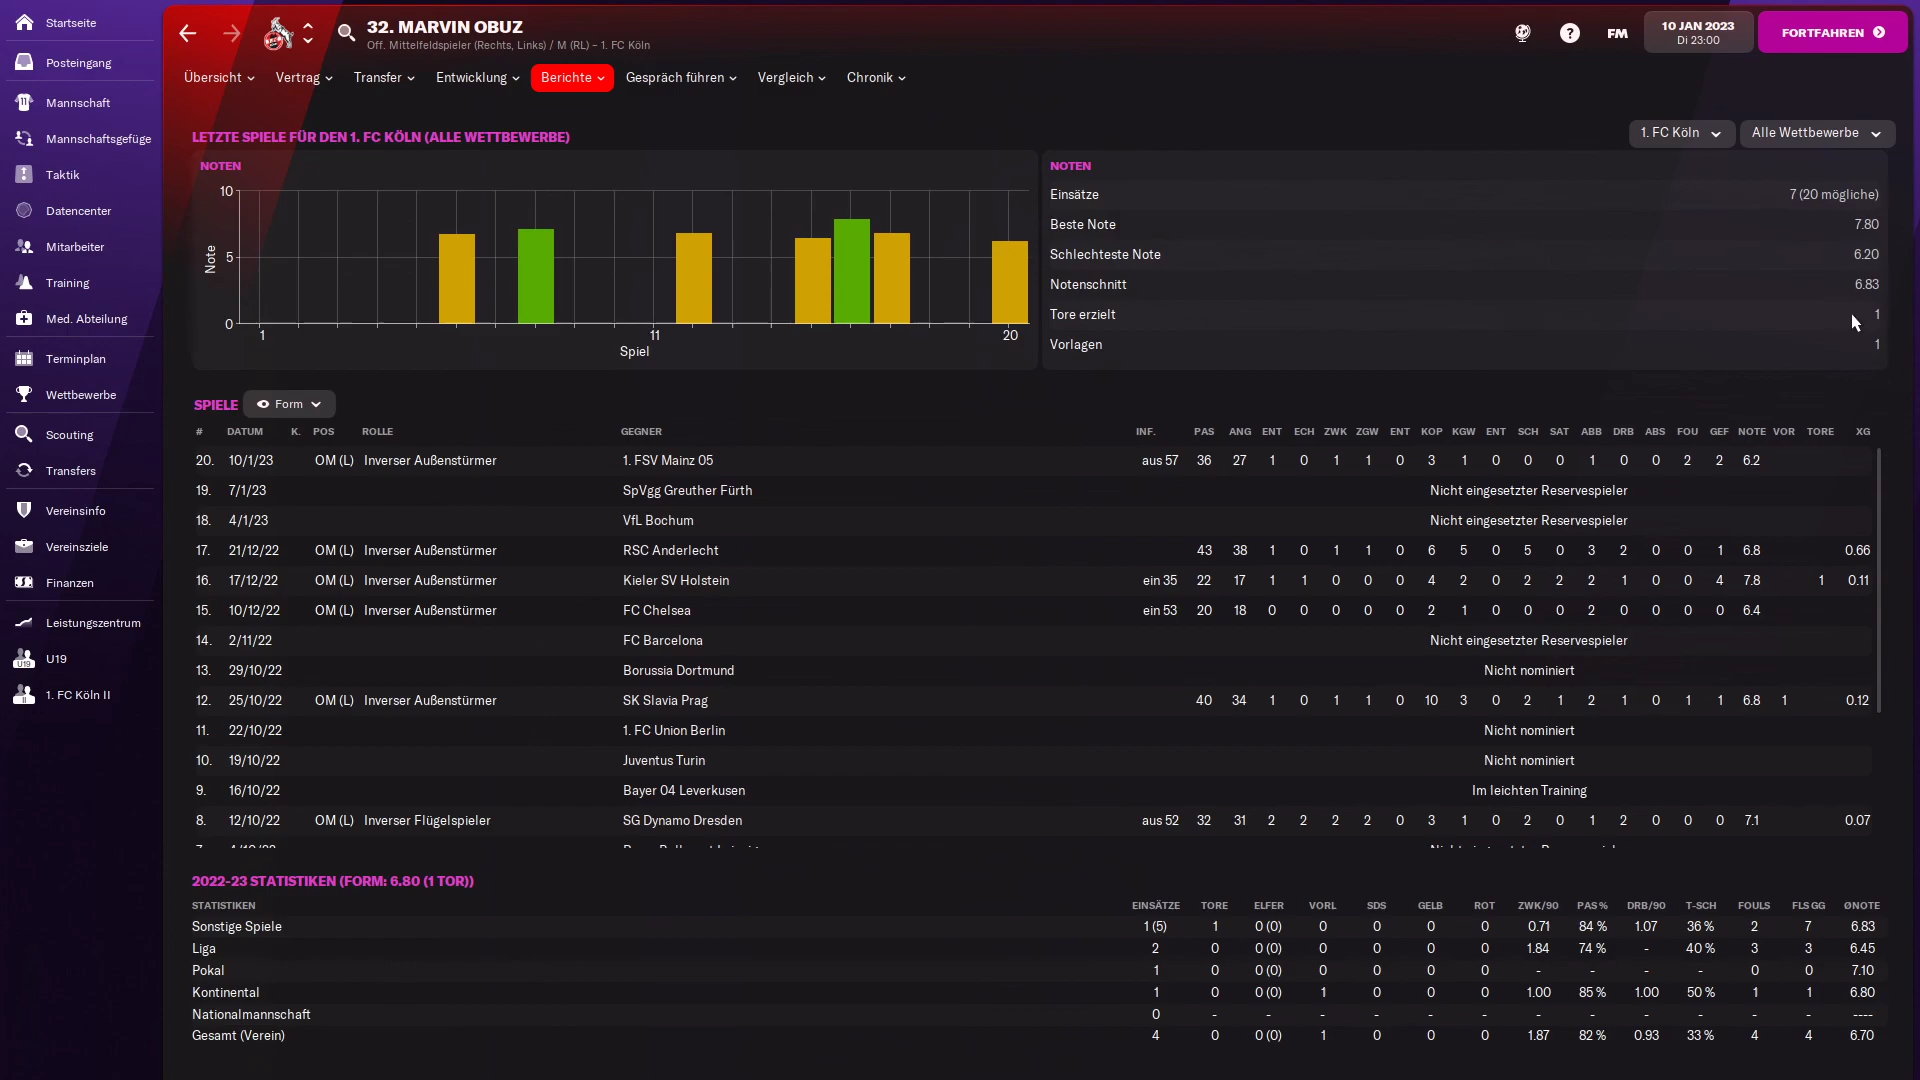 Startseite
Posteingang
Mannschaft
Mannschaftsgefüge
Taktik
Datencenter
Mitarbeiter
Training
Med. Abteilung
Terminplan
Wettbewerbe
Scouting
Transfers
Vereinsinfo
Vereinsziele
Finanzen
Leistungszentrum
U19
1. FC Köln II
32. MARVIN OBUZ
Off. Mittelfeldspieler (Rechts, Links) / M (RL) – 1. FC Köln
FM
10 JAN 2023
Di 23:00
FORTFAHREN
Übersicht Vertrag Transfer Entwicklung Berichte Gespräch führen Vergleich Chronik
LETZTE SPIELE FÜR DEN 1. FC KÖLN (ALLE WETTBEWERBE)
1. FC Köln Alle Wettbewerbe
NOTEN
10
5
0
Note
1 11 20
Spiel
NOTEN
Einsätze 7 (20 mögliche)
Beste Note 7.80
Schlechteste Note 6.20
Notenschnitt 6.83
Tore erzielt 1
Vorlagen 1
SPIELE Form
# DATUM K. POS ROLLE GEGNER INF. PAS ANG ENT ECH ZWK ZGW ENT KOP KGW ENT SCH SAT ABB DRB ABS FOU GEF NOTE VOR TORE XG
20. 10/1/23 OM (L) Inverser Außenstürmer 1. FSV Mainz 05 aus 57 36 27 1 0 1 1 0 3 1 0 0 0 1 0 0 2 2 6.2
19. 7/1/23 SpVgg Greuther Fürth Nicht eingesetzter Reservespieler
18. 4/1/23 VfL Bochum Nicht eingesetzter Reservespieler
17. 21/12/22 OM (L) Inverser Außenstürmer RSC Anderlecht 43 38 1 0 1 1 0 6 5 0 5 0 3 2 0 0 1 6.8 0.66
16. 17/12/22 OM (L) Inverser Außenstürmer Kieler SV Holstein ein 35 22 17 1 1 0 0 0 4 2 0 2 2 2 1 0 0 4 7.8 1 0.11
15. 10/12/22 OM (L) Inverser Außenstürmer FC Chelsea ein 53 20 18 0 0 0 0 0 2 1 0 0 0 2 0 0 0 0 6.4
14. 2/11/22 FC Barcelona Nicht eingesetzter Reservespieler
13. 29/10/22 Borussia Dortmund Nicht nominiert
12. 25/10/22 OM (L) Inverser Außenstürmer SK Slavia Prag 40 34 1 0 1 1 0 10 3 0 2 1 2 1 0 1 1 6.8 1 0.12
11. 22/10/22 1. FC Union Berlin Nicht nominiert
10. 19/10/22 Juventus Turin Nicht nominiert
9. 16/10/22 Bayer 04 Leverkusen Im leichten Training
8. 12/10/22 OM (L) Inverser Flügelspieler SG Dynamo Dresden aus 52 32 31 2 2 2 2 0 3 1 0 2 0 1 2 0 0 0 7.1 0.07
2022-23 STATISTIKEN (FORM: 6.80 (1 TOR))
STATISTIKEN EINSÄTZE TORE ELFER VORL SDS GELB ROT ZWK/90 PAS % DRB/90 T-SCH FOULS FLS GG ØNOTE
Sonstige Spiele 1 (5) 1 0 (0) 0 0 0 0 0.71 84 % 1.07 36 % 2 7 6.83
Liga 2 0 0 (0) 0 0 0 0 1.84 74 % - 40 % 3 3 6.45
Pokal 1 0 0 (0) 0 0 0 0 - - - - 0 0 7.10
Kontinental 1 0 0 (0) 1 0 0 0 1.00 85 % 1.00 50 % 1 1 6.80
Nationalmannschaft 0 - - - - - - - - - - - - ----
Gesamt (Verein) 4 0 0 (0) 1 0 0 0 1.87 82 % 0.93 33 % 4 4 6.70